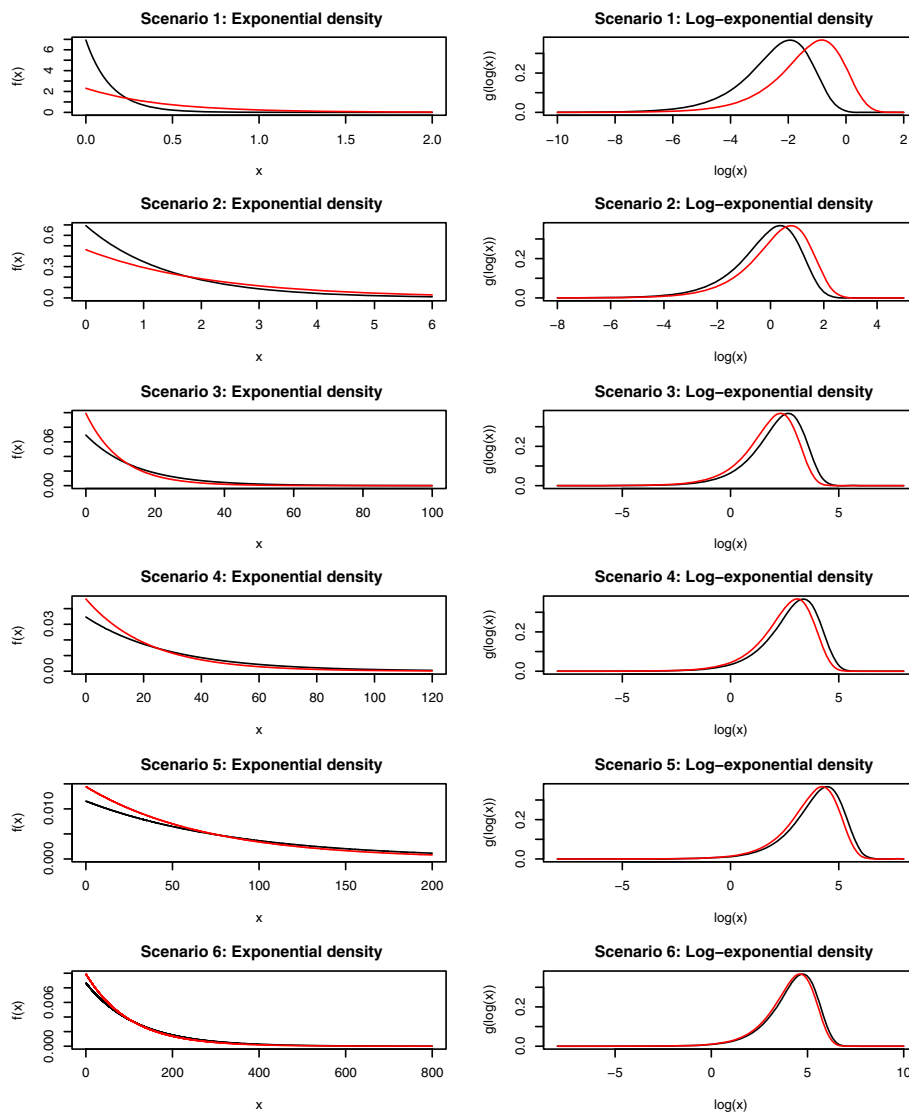 Scenario 1: Exponential density
f(x)
0 2 4 6
0.0 0.5 1.0 1.5 2.0
x
Scenario 1: Log−exponential density
g(log(x))
0.0 0.2
−10 −8 −6 −4 −2 0 2
log(x)
Scenario 2: Exponential density
f(x)
0.0 0.3 0.6
0 1 2 3 4 5 6
x
Scenario 2: Log−exponential density
g(log(x))
0.0 0.2
−8 −6 −4 −2 0 2 4
log(x)
Scenario 3: Exponential density
f(x)
0.00 0.06
0 20 40 60 80 100
x
Scenario 3: Log−exponential density
g(log(x))
0.0 0.2
−5 0 5
log(x)
Scenario 4: Exponential density
f(x)
0.00 0.03
0 20 40 60 80 100 120
x
Scenario 4: Log−exponential density
g(log(x))
0.0 0.2
−5 0 5
log(x)
Scenario 5: Exponential density
f(x)
0.000 0.010
0 50 100 150 200
x
Scenario 5: Log−exponential density
g(log(x))
0.0 0.2
−5 0 5
log(x)
Scenario 6: Exponential density
f(x)
0.000 0.006
0 200 400 600 800
x
Scenario 6: Log−exponential density
g(log(x))
0.0 0.2
−5 0 5 10
log(x)